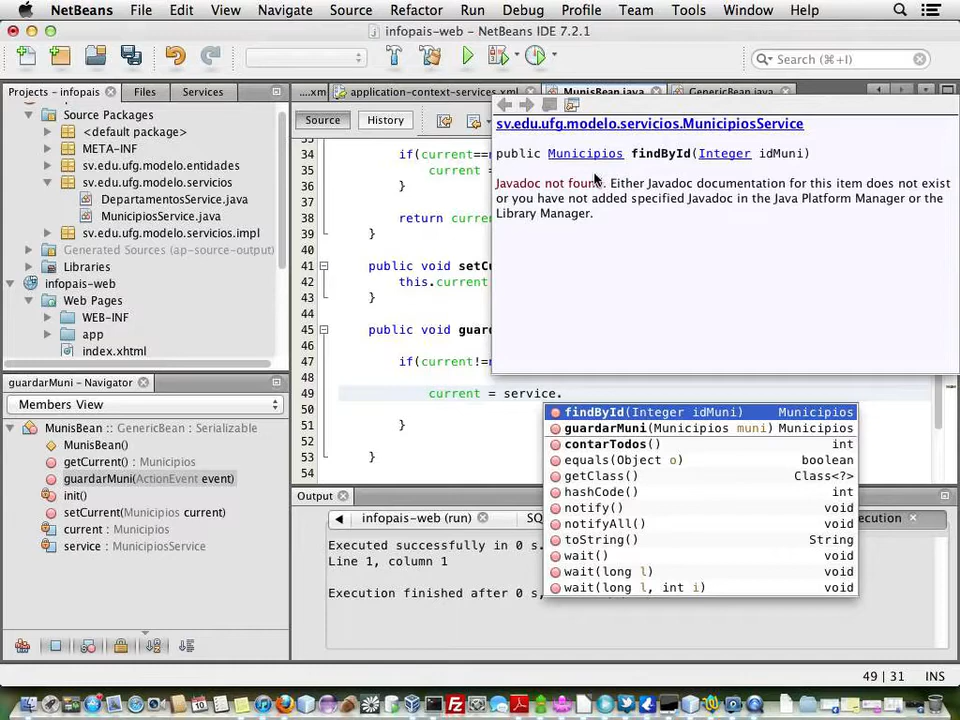 NetBeans File Edit View Navigate Source Refactor Run Debug Profile Team Tools Window Help
infopais-web - NetBeans IDE 7.2.1
Search (⌘+I)
Projects - infopais Files Services
....xm application-context-services.xml MunisBean.java GenericBean.java
Source Packages
<default package>
META-INF
sv.edu.ufg.modelo.entidades
sv.edu.ufg.modelo.servicios
DepartamentosService.java
MunicipiosService.java
sv.edu.ufg.modelo.servicios.impl
Generated Sources (ap-source-output)
Libraries
infopais-web
Web Pages
WEB-INF
app
index.xhtml
Source History
34 if(current==n
35 current =
36 }
37
38 return curren
39 }
40
41 public void setCu
42 this.current
43 }
44
45 public void guard
46
47 if(current!=n
48
49 current = service.
50
51 }
52
53 }
54
sv.edu.ufg.modelo.servicios.MunicipiosService
public Municipios findById(Integer idMuni)
Javadoc not found. Either Javadoc documentation for this item does not exist
or you have not added specified Javadoc in the Java Platform Manager or the
Library Manager.
findById(Integer idMuni) Municipios
guardarMuni(Municipios muni) Municipios
contarTodos() int
equals(Object o) boolean
getClass() Class<?>
hashCode() int
notify() void
notifyAll() void
toString() String
wait() void
wait(long l) void
wait(long l, int i) void
guardarMuni - Navigator
Members View
MunisBean :: GenericBean : Serializable
MunisBean()
getCurrent() : Municipios
guardarMuni(ActionEvent event)
init()
setCurrent(Municipios current)
current : Municipios
service : MunicipiosService
Output
infopais-web (run) SQ ecution
Executed successfully in 0 s.
Line 1, column 1
Execution finished after 0 s,
49 | 31 INS